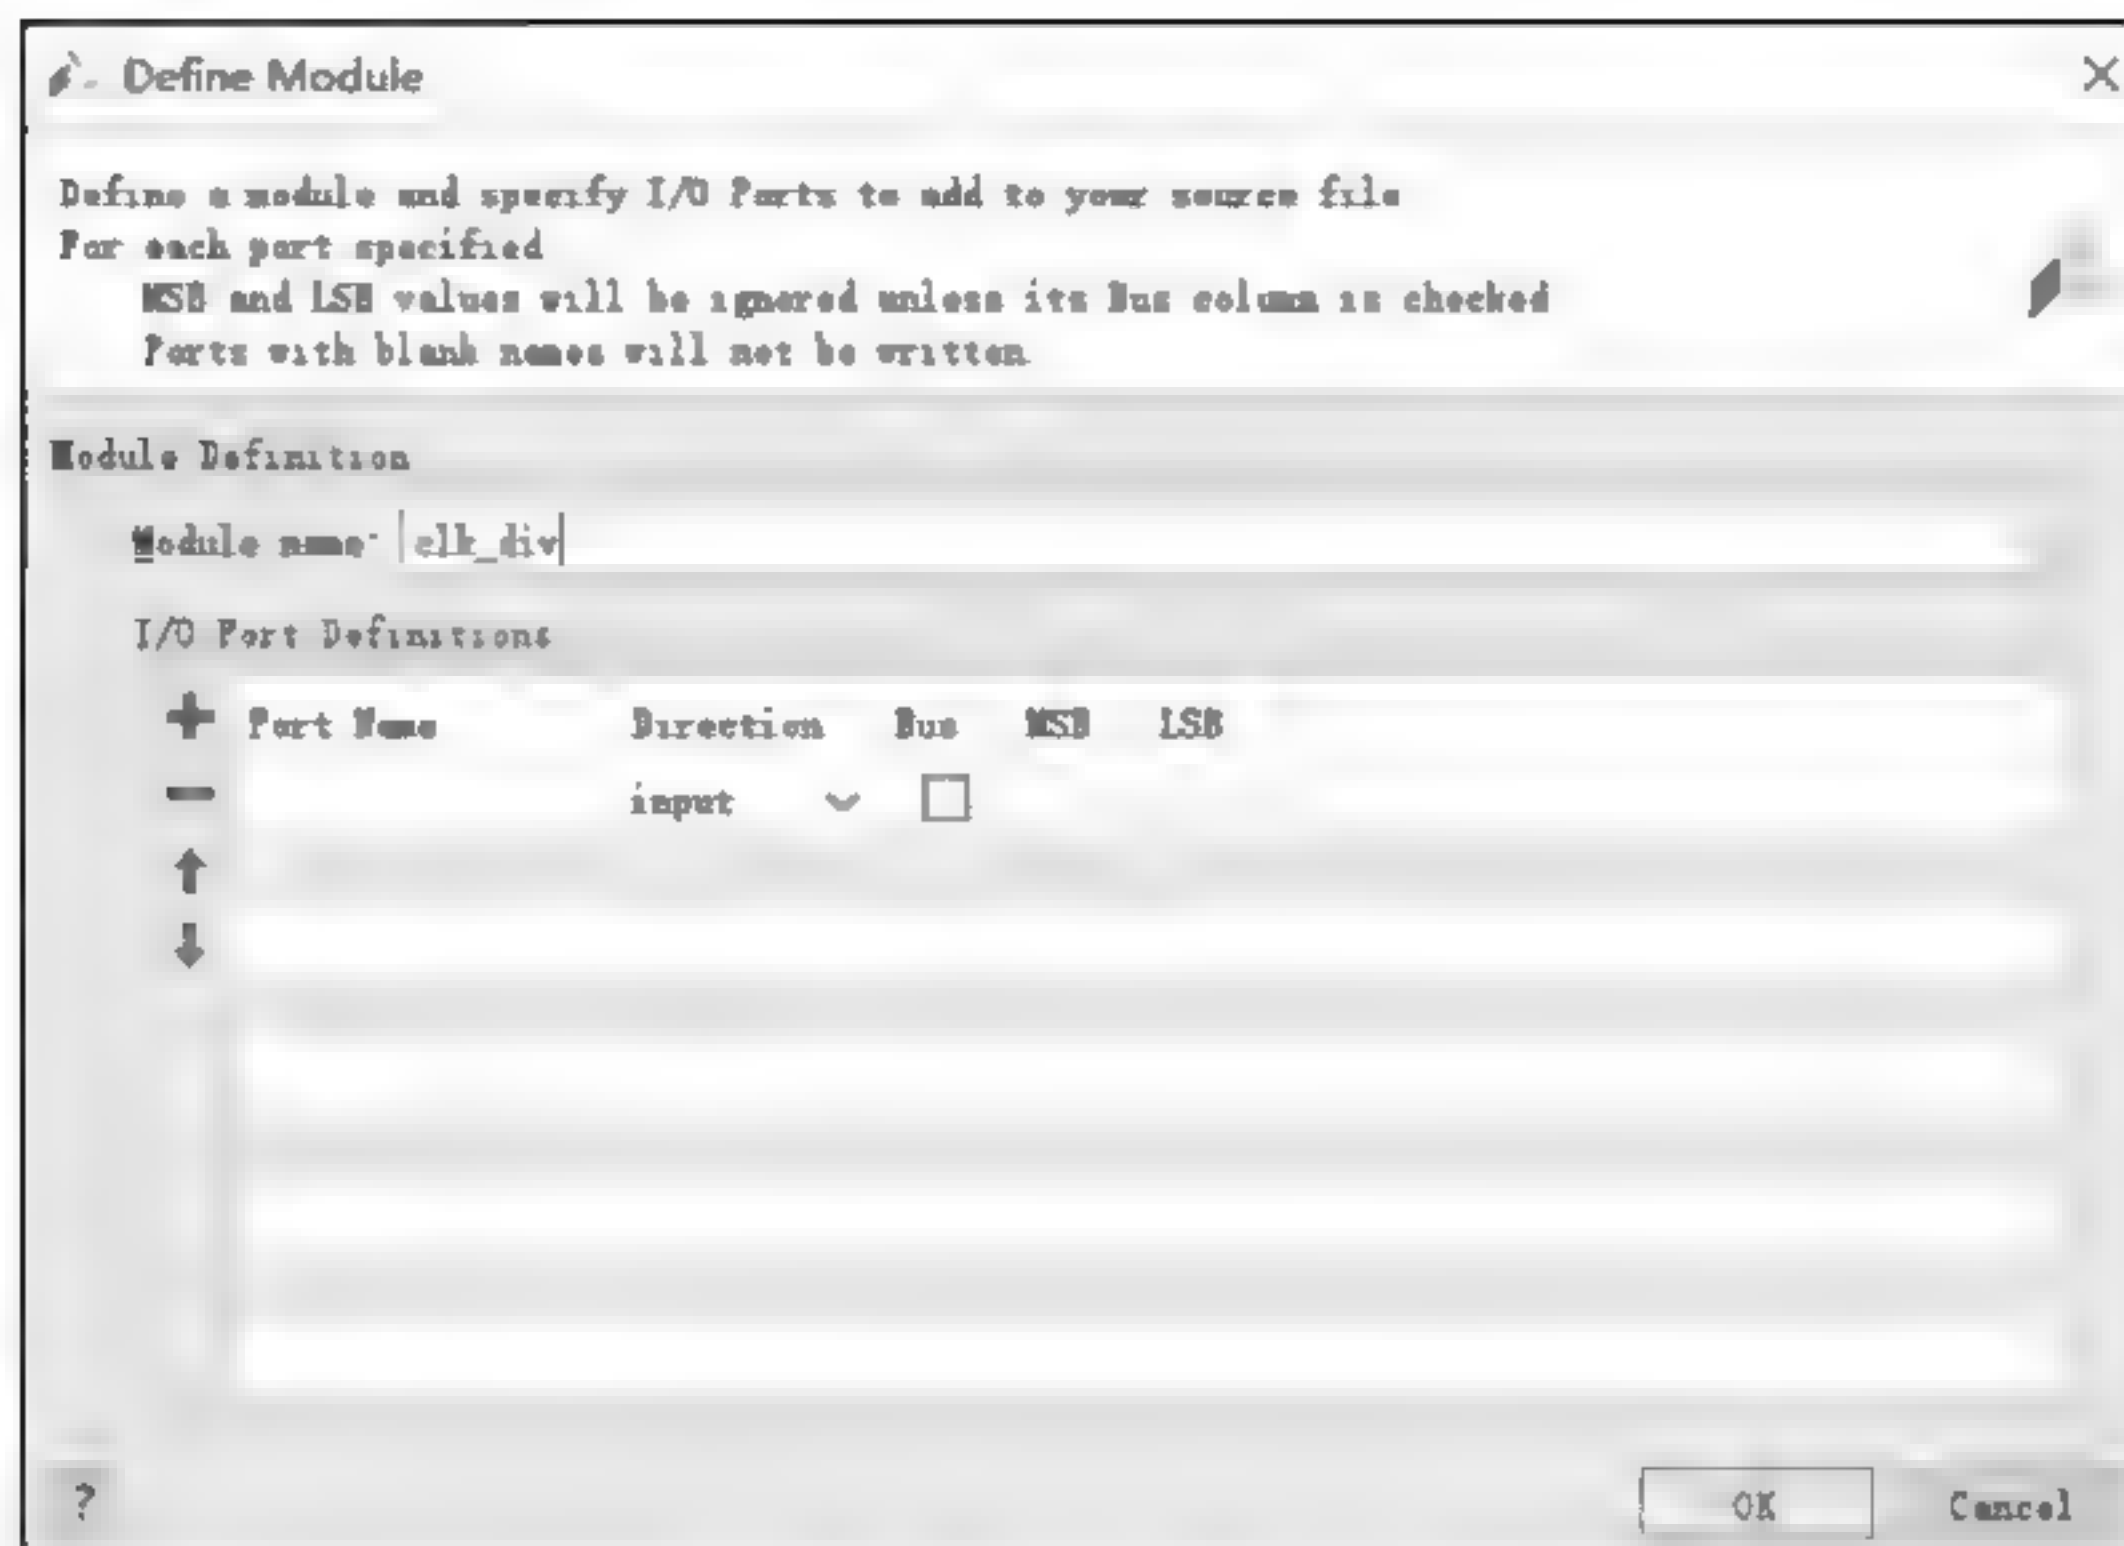 Define Module
Define a module and specify I/O Ports to add to your source file
For each port specified
MSB and LSB values will be ignored unless its Bus column is checked
Ports with blank names will not be written
Module Definition
Module name: clk_div
I/O Port Definitions
Port Name Direction Bus MSB LSB
input
? OK Cancel